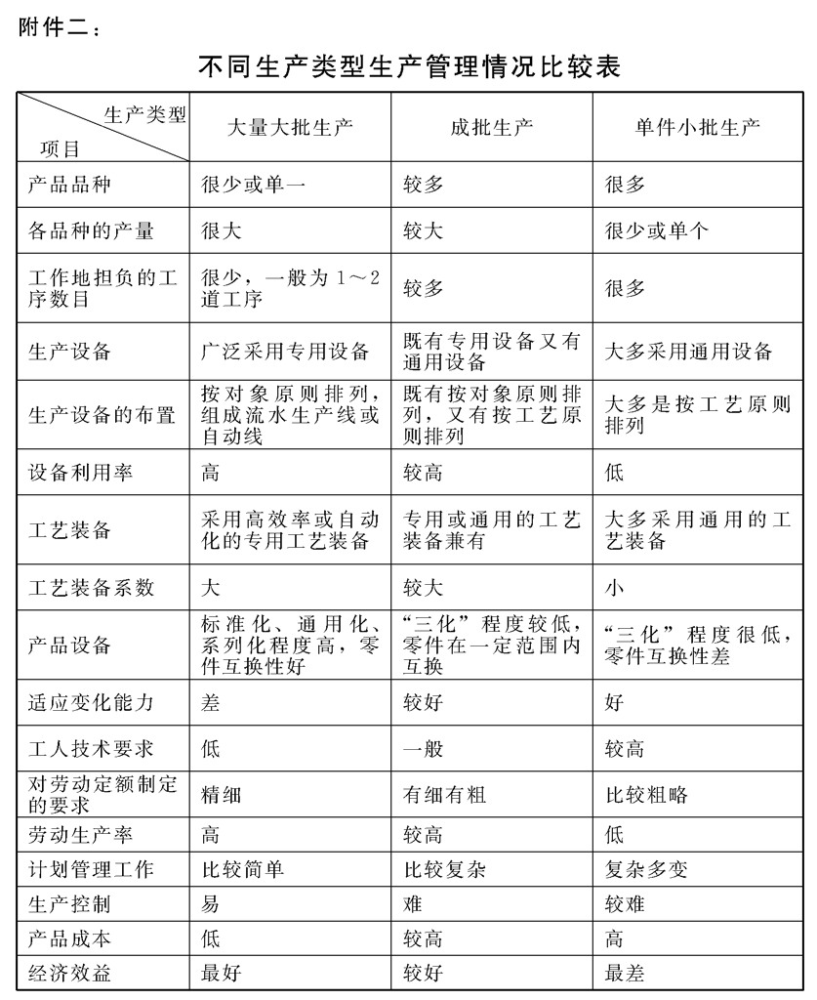 附件二：
不同生产类型生产管理情况比较表
生产类型
项目
大量大批生产
成批生产
单件小批生产
产品品种
很少或单一
较多
很多
各品种的产量
很大
较大
很少或单个
工作地担负的工
序数目
很少，一般为1～2
道工序
较多
很多
生产设备
广泛采用专用设备
既有专用设备又有
通用设备
大多采用通用设备
生产设备的布置
按对象原则排列，
组成流水生产线或
自动线
既有按对象原则排
列，又有按工艺原
则排列
大多是按工艺原则
排列
设备利用率
高
较高
低
工艺装备
采用高效率或自动
化的专用工艺装备
专用或通用的工艺
装备兼有
大多采用通用的工
艺装备
工艺装备系数
大
较大
小
产品设备
标准化、通用化、
系列化程度高，零
件互换性好
“三化”程度较低，
零件在一定范围内
互换
“三化”程度很低，
零件互换性差
适应变化能力
差
较好
好
工人技术要求
低
一般
较高
对劳动定额制定
的要求
精细
有细有粗
比较粗略
劳动生产率
高
较高
低
计划管理工作
比较简单
比较复杂
复杂多变
生产控制
易
难
较难
产品成本
低
较高
高
经济效益
最好
较好
最差